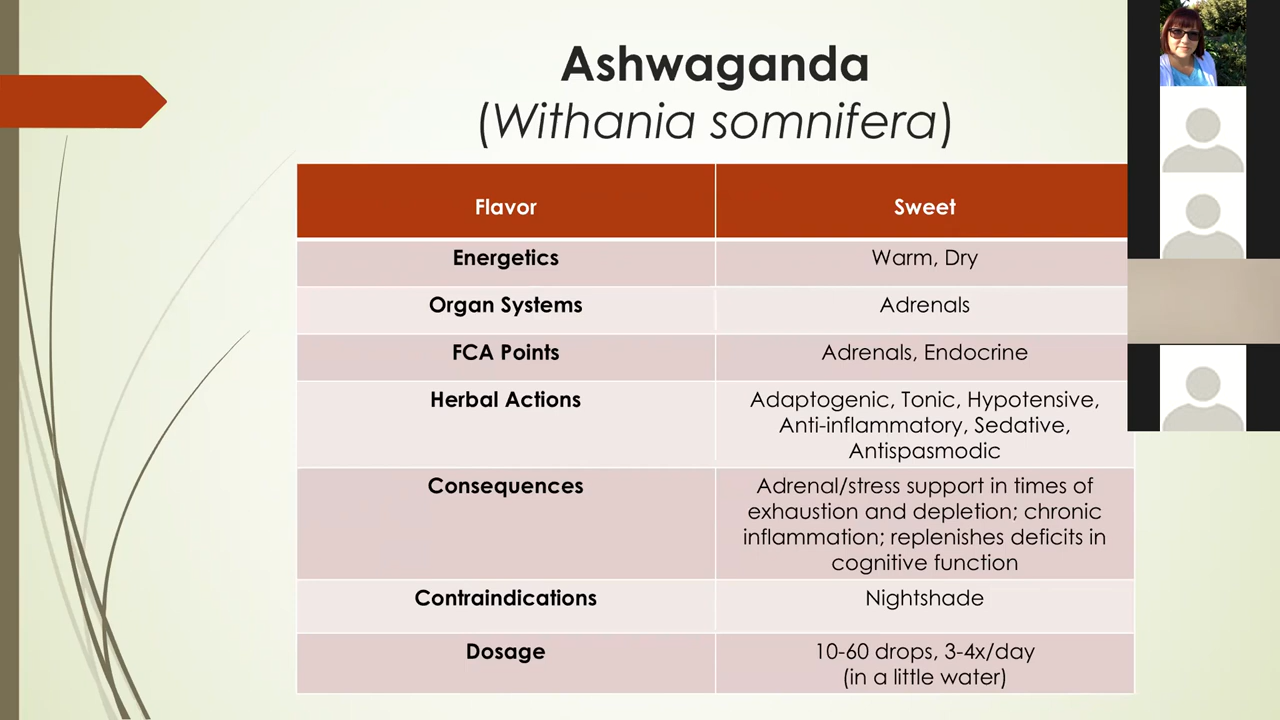 Ashwaganda
(Withania somnifera)
Flavor
Sweet
Energetics
Warm, Dry
Organ Systems
Adrenals
FCA Points
Adrenals, Endocrine
Herbal Actions
Adaptogenic, Tonic, Hypotensive,
Anti-inflammatory, Sedative,
Antispasmodic
Consequences
Adrenal/stress support in times of
exhaustion and depletion; chronic
inflammation; replenishes deficits in
cognitive function
Contraindications
Nightshade
Dosage
10-60 drops, 3-4x/day
(in a little water)